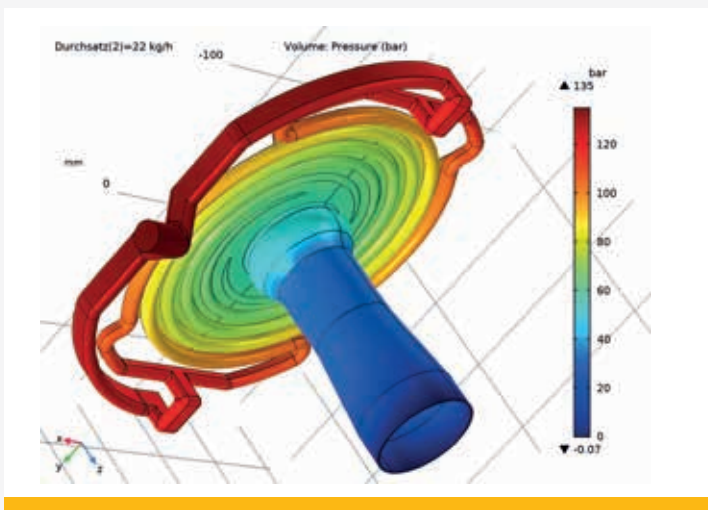 Durchsatz(2)=22 kg/h
Volume: Pressure (bar)
-100
mm
0
bar
▲ 135
120
100
80
60
40
20
0
▼ -0.07
x
y
z